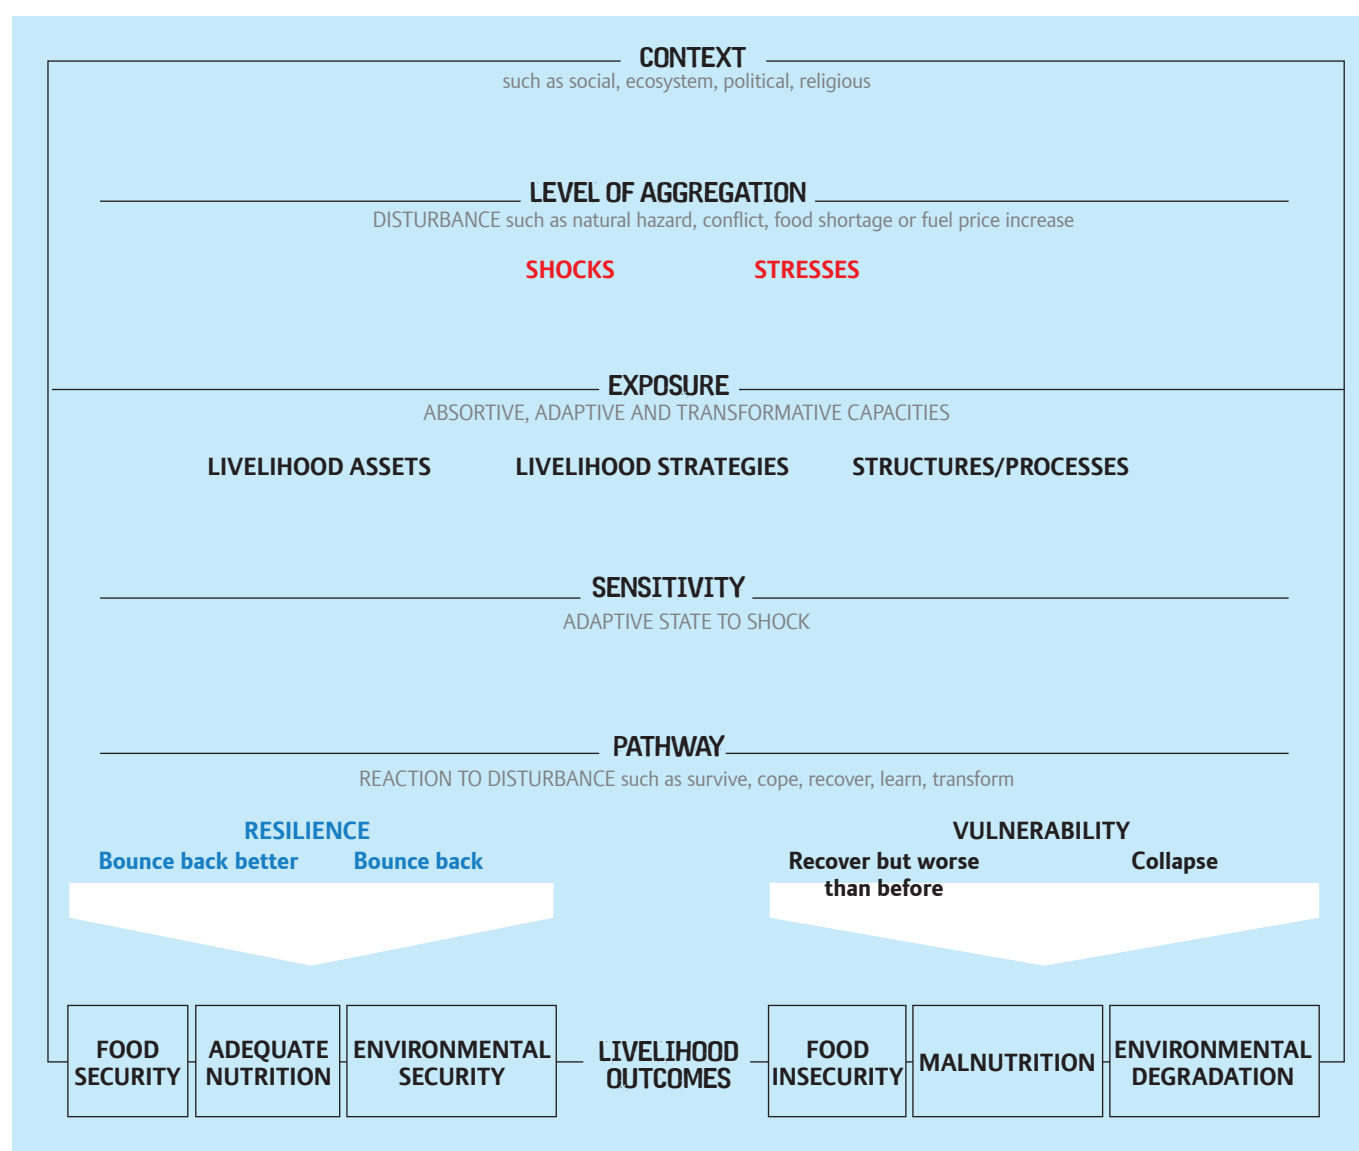 CONTEXT
such as social, ecosystem, political, religious
LEVEL OF AGGREGATION
DISTURBANCE such as natural hazard, conflict, food shortage or fuel price increase
SHOCKS STRESSES
EXPOSURE
ABSORTIVE, ADAPTIVE AND TRANSFORMATIVE CAPACITIES
LIVELIHOOD ASSETS LIVELIHOOD STRATEGIES STRUCTURES/PROCESSES
SENSITIVITY
ADAPTIVE STATE TO SHOCK
PATHWAY
REACTION TO DISTURBANCE such as survive, cope, recover, learn, transform
RESILIENCE
Bounce back better Bounce back
VULNERABILITY
Recover but worse
than before
Collapse
FOOD
SECURITY
ADEQUATE
NUTRITION
ENVIRONMENTAL
SECURITY
LIVELIHOOD
OUTCOMES
FOOD
INSECURITY
MALNUTRITION
ENVIRONMENTAL
DEGRADATION